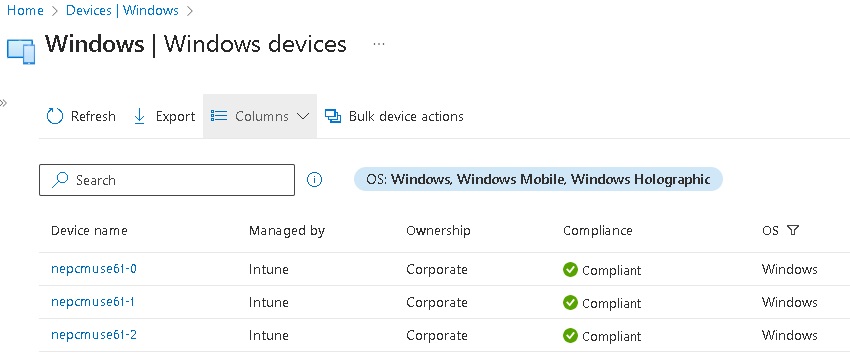 Home > Devices | Windows >
Windows | Windows devices ...
»
Refresh Export Columns Bulk device actions
Search OS: Windows, Windows Mobile, Windows Holographic
Device name Managed by Ownership Compliance OS
nepcmuse61-0 Intune Corporate Compliant Windows
nepcmuse61-1 Intune Corporate Compliant Windows
nepcmuse61-2 Intune Corporate Compliant Windows